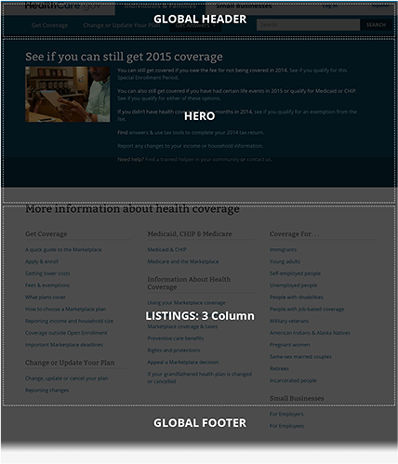 HealthCare.gov
Small Businesses
Log in
GLOBAL HEADER
Get Coverage
Change or Update Your Plan
Search
SEARCH
See if you can still get 2015 coverage
You can still get covered if you owe the fee for not being covered in 2014. See if you qualify for this
Special Enrollment Period.
You can also still get covered if you have had certain life events in 2015 or qualify for Medicaid or CHIP.
See if you qualify for either of these options.
HERO
If you didn't have health coverage for months in 2014, see if you qualify for an exemption from the
fee.
Find answers & use tax tools to complete your 2014 tax return.
Report any changes to your income or household information.
Need help? Find a trained helper in your community or contact us.
More information about health coverage
Get Coverage
A quick guide to the Marketplace
Apply & enroll
Getting lower costs
Fees & exemptions
What plans cover
How to choose a Marketplace plan
Reporting income and household size
Coverage outside Open Enrollment
Important Marketplace deadlines
Change or Update Your Plan
Change, update or cancel your plan
Reporting changes
Medicaid, CHIP & Medicare
Medicaid & CHIP
Medicare and the Marketplace
Information About Health
Coverage
Using your Marketplace coverage
LISTINGS: 3 Column
Marketplace coverage & taxes
Preventive care benefits
Rights and protections
Appeal a Marketplace decision
If your grandfathered health plan is changed
or cancelled
Coverage For. . .
Immigrants
Young adults
Self-employed people
Unemployed people
People with disabilities
People with job-based coverage
Military veterans
American Indians & Alaska Natives
Pregnant women
Same-sex married couples
Retirees
Incarcerated people
Small Businesses
For Employers
For Employees
GLOBAL FOOTER